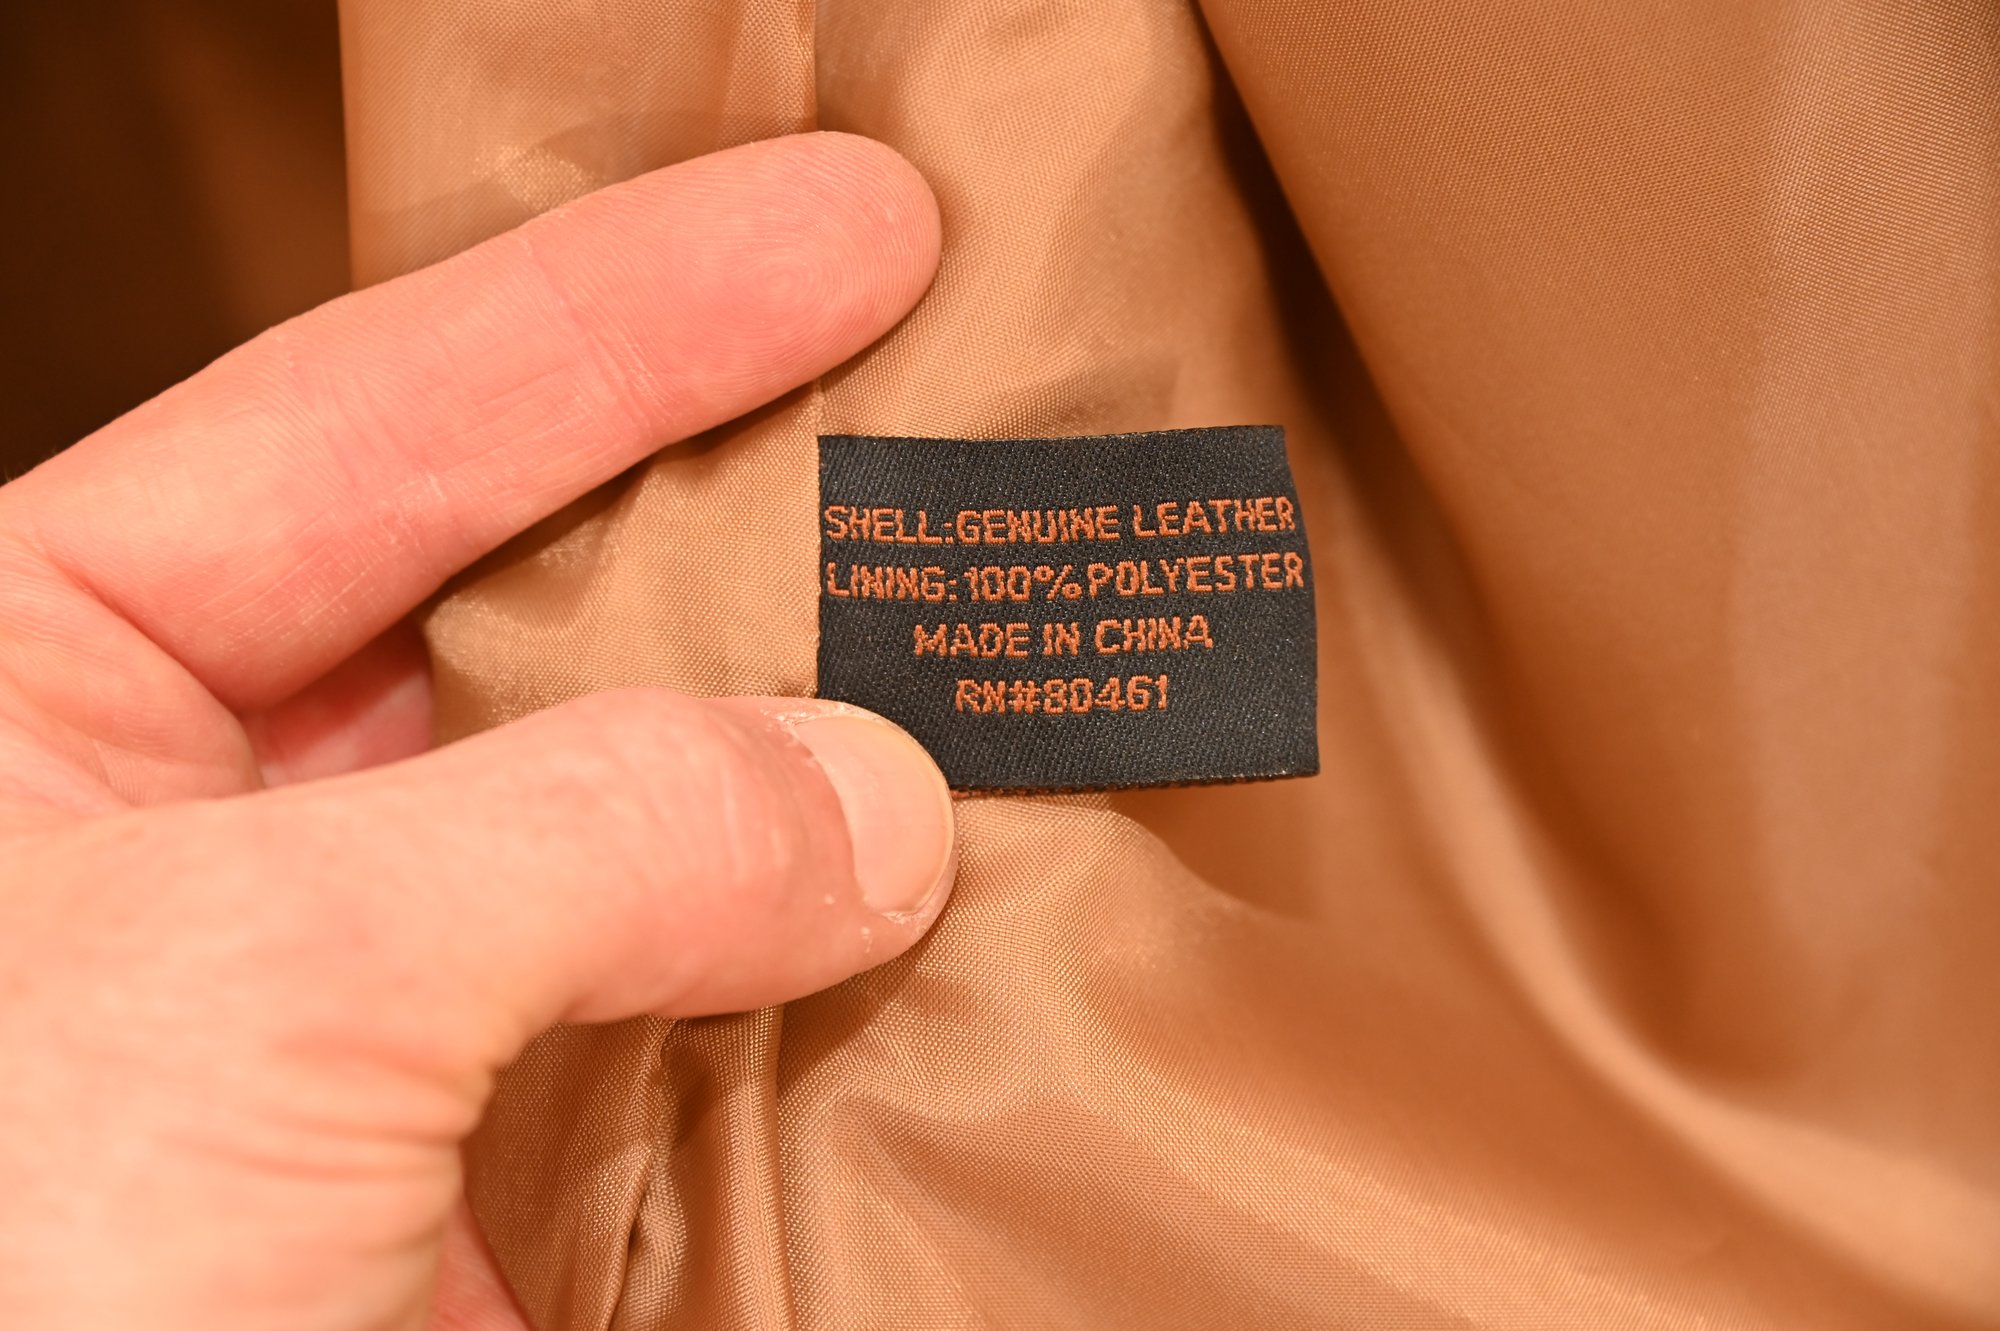 SHELL:GENUINE LEATHER
LINING:100%POLYESTER
MADE IN CHINA
RN#80461